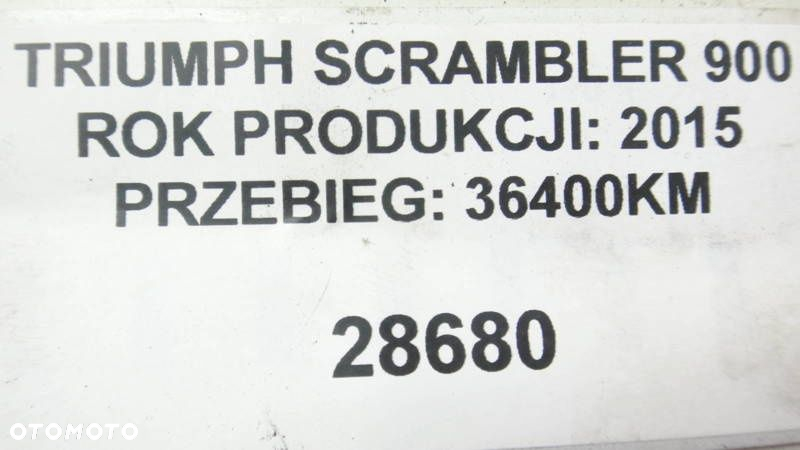 TRIUMPH SCRAMBLER 900
ROK PRODUKCJI: 2015
PRZEBIEG: 36400KM
28680
OTOMOTO